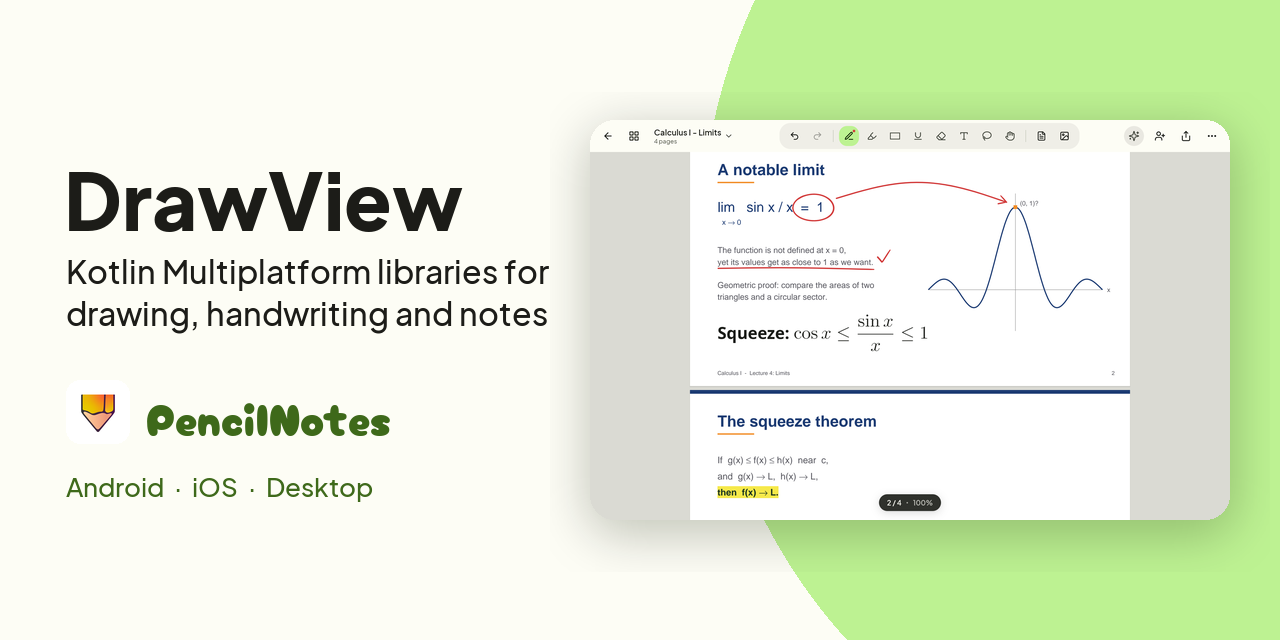 DrawView
Kotlin Multiplatform libraries for
drawing, handwriting and notes
PencilNotes
Android · iOS · Desktop
Calculus I - Limits
4 pages
A notable limit
lim sin x / x = 1
x → 0
(0, 1)?
The function is not defined at x = 0,
yet its values get as close to 1 as we want.
Geometric proof: compare the areas of two
triangles and a circular sector.
x
Squeeze: cos x ≤ sin x / x ≤ 1
Calculus I - Lecture 4: Limits
2
The squeeze theorem
If g(x) ≤ f(x) ≤ h(x) near c,
and g(x) → L, h(x) → L,
then f(x) → L.
2 / 4 · 100%